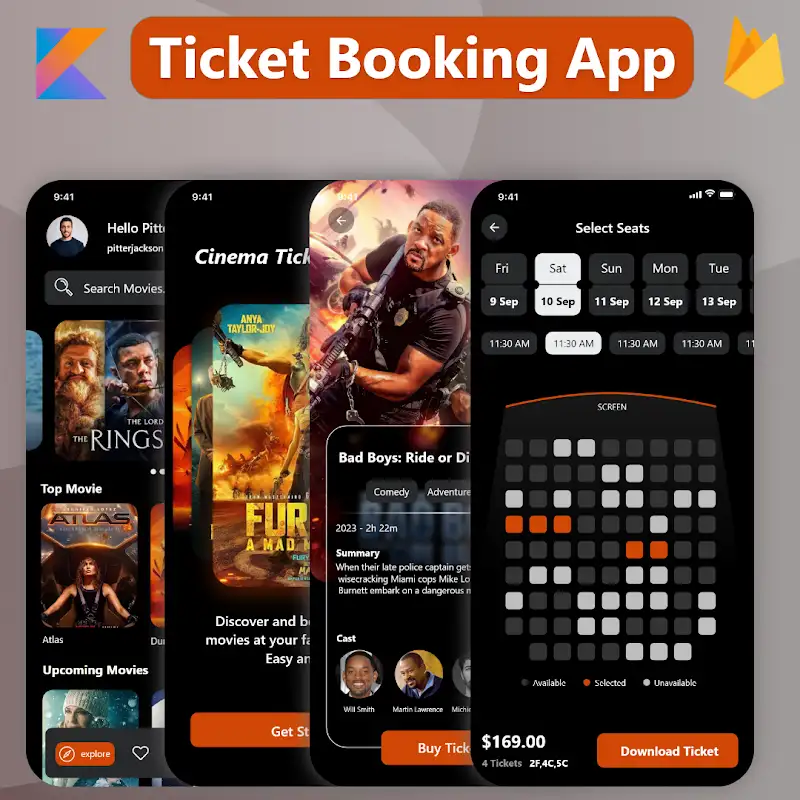 Ticket Booking App
9:41
Hello Pitte
pitterjackson
Search Movies.
THE LORD
THE RINGS
Top Movie
ATLAS
Atlas
Dun
Upcoming Movies
explore
9:41
Cinema Tick
ANYA
TAYLOR-JOY
FUR
A MAD M
FURY
Discover and bo
movies at your fa
Easy an
Get St
9:41
Bad Boys: Ride or Di
Comedy
Adventure
2023 - 2h 22m
Summary
When their late police captain gets
wisecracking Miami cops Mike Lo
Burnett embark on a dangerous m
Cast
Will Smith
Martin Lawrence
Michie
Buy Tick
9:41
Select Seats
Fri Sat Sun Mon Tue
9 Sep 10 Sep 11 Sep 12 Sep 13 Sep
11:30 AM 11:30 AM 11:30 AM 11:30 AM 11
SCREEN
Available Selected Unavailable
$169.00
4 Tickets 2F,4C,5C
Download Ticket